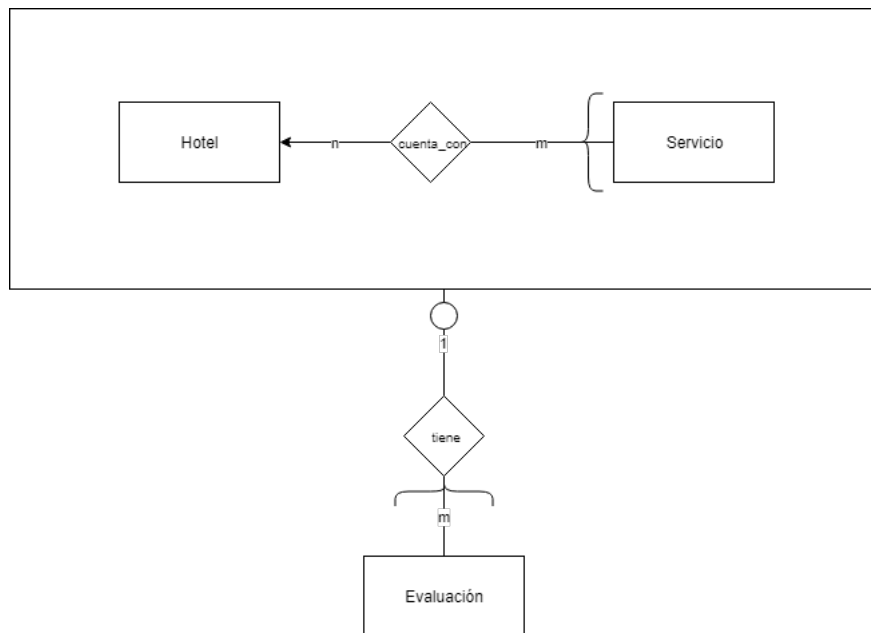 Hotel
n
cuenta_con
m
Servicio
1
tiene
m
Evaluación